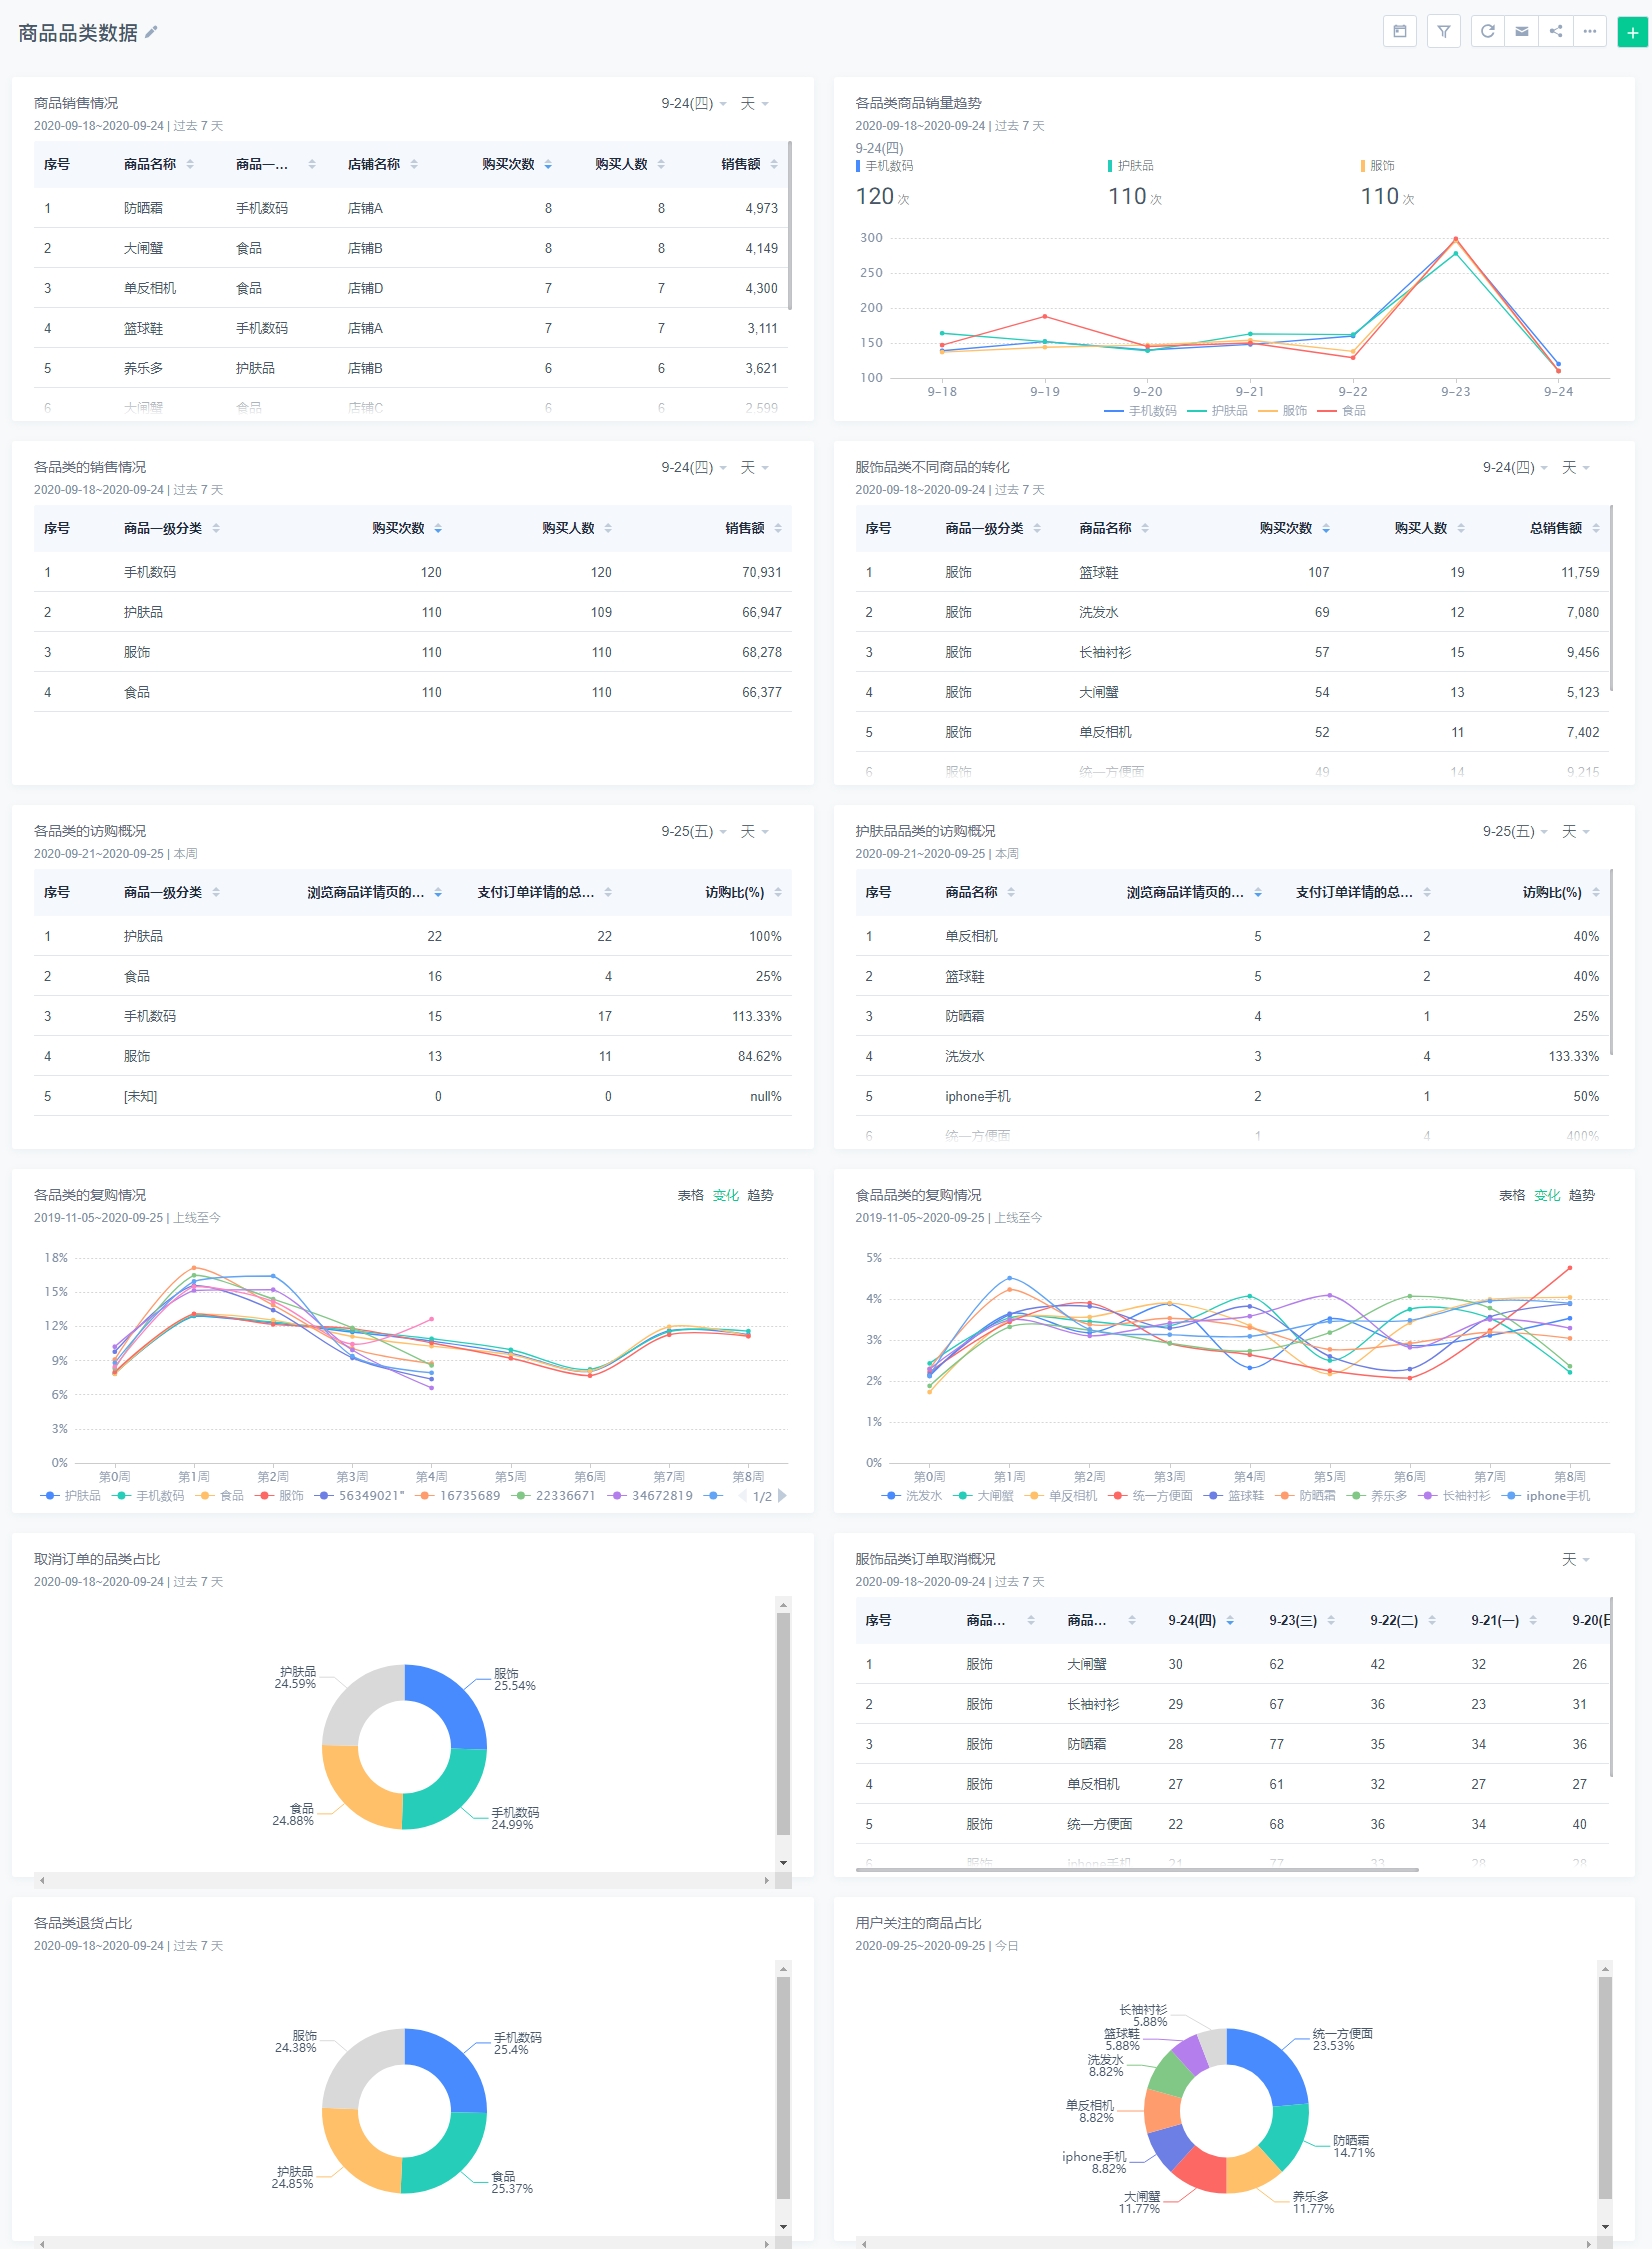 商品品类数据
商品销售情况
9-24(四) 天
2020-09-18~2020-09-24 | 过去 7 天
序号 商品名称 商品一... 店铺名称 购买次数 购买人数 销售额
1 防晒霜 手机数码 店铺A 8 8 4,973
2 大闸蟹 食品 店铺B 8 8 4,149
3 单反相机 食品 店铺D 7 7 4,300
4 篮球鞋 手机数码 店铺A 7 7 3,111
5 养乐多 护肤品 店铺B 6 6 3,621
6 大闸蟹 食品 店铺C 6 6 2,599
各品类商品销量趋势
2020-09-18~2020-09-24 | 过去 7 天
9-24(四)
手机数码 护肤品 服饰
120 次 110 次 110 次
300
250
200
150
100
9-18 9-19 9-20 9-21 9-22 9-23 9-24
手机数码 护肤品 服饰 食品
各品类的销售情况
9-24(四) 天
2020-09-18~2020-09-24 | 过去 7 天
序号 商品一级分类 购买次数 购买人数 销售额
1 手机数码 120 120 70,931
2 护肤品 110 109 66,947
3 服饰 110 110 68,278
4 食品 110 110 66,377
服饰品类不同商品的转化
9-24(四) 天
2020-09-18~2020-09-24 | 过去 7 天
序号 商品一级分类 商品名称 购买次数 购买人数 总销售额
1 服饰 篮球鞋 107 19 11,759
2 服饰 洗发水 69 12 7,080
3 服饰 长袖衬衫 57 15 9,456
4 服饰 大闸蟹 54 13 5,123
5 服饰 单反相机 52 11 7,402
6 服饰 统一方便面 49 14 9,215
各品类的访购概况
9-25(五) 天
2020-09-21~2020-09-25 | 本周
序号 商品一级分类 浏览商品详情页的... 支付订单详情的总... 访购比(%)
1 护肤品 22 22 100%
2 食品 16 4 25%
3 手机数码 15 17 113.33%
4 服饰 13 11 84.62%
5 [未知] 0 0 null%
护肤品品类的访购概况
9-25(五) 天
2020-09-21~2020-09-25 | 本周
序号 商品名称 浏览商品详情页的... 支付订单详情的总... 访购比(%)
1 单反相机 5 2 40%
2 篮球鞋 5 2 40%
3 防晒霜 4 1 25%
4 洗发水 3 4 133.33%
5 iphone手机 2 1 50%
6 统一方便面 1 4 400%
各品类的复购情况
表格 变化 趋势
2019-11-05~2020-09-25 | 上线至今
18%
15%
12%
9%
6%
3%
0%
第0周 第1周 第2周 第3周 第4周 第5周 第6周 第7周 第8周
护肤品 手机数码 食品 服饰 56349021" 16735689 22336671 34672819 1/2
食品品类的复购情况
表格 变化 趋势
2019-11-05~2020-09-25 | 上线至今
5%
4%
3%
2%
1%
0%
第0周 第1周 第2周 第3周 第4周 第5周 第6周 第7周 第8周
洗发水 大闸蟹 单反相机 统一方便面 篮球鞋 防晒霜 养乐多 长袖衬衫 iphone手机
取消订单的品类占比
2020-09-18~2020-09-24 | 过去 7 天
护肤品
24.59%
服饰
25.54%
食品
24.88%
手机数码
24.99%
服饰品类订单取消概况
天
2020-09-18~2020-09-24 | 过去 7 天
序号 商品... 商品... 9-24(四) 9-23(三) 9-22(二) 9-21(一) 9-20(日
1 服饰 大闸蟹 30 62 42 32 26
2 服饰 长袖衬衫 29 67 36 23 31
3 服饰 防晒霜 28 77 35 34 36
4 服饰 单反相机 27 61 32 27 27
5 服饰 统一方便面 22 68 36 34 40
6 服饰 iphone手机 21 77 33 28 28
各品类退货占比
2020-09-18~2020-09-24 | 过去 7 天
服饰
24.38%
手机数码
25.4%
护肤品
24.85%
食品
25.37%
用户关注的商品占比
2020-09-25~2020-09-25 | 今日
长袖衬衫
5.88%
篮球鞋
5.88%
洗发水
8.82%
单反相机
8.82%
iphone手机
8.82%
大闸蟹
11.77%
统一方便面
23.53%
防晒霜
14.71%
养乐多
11.77%